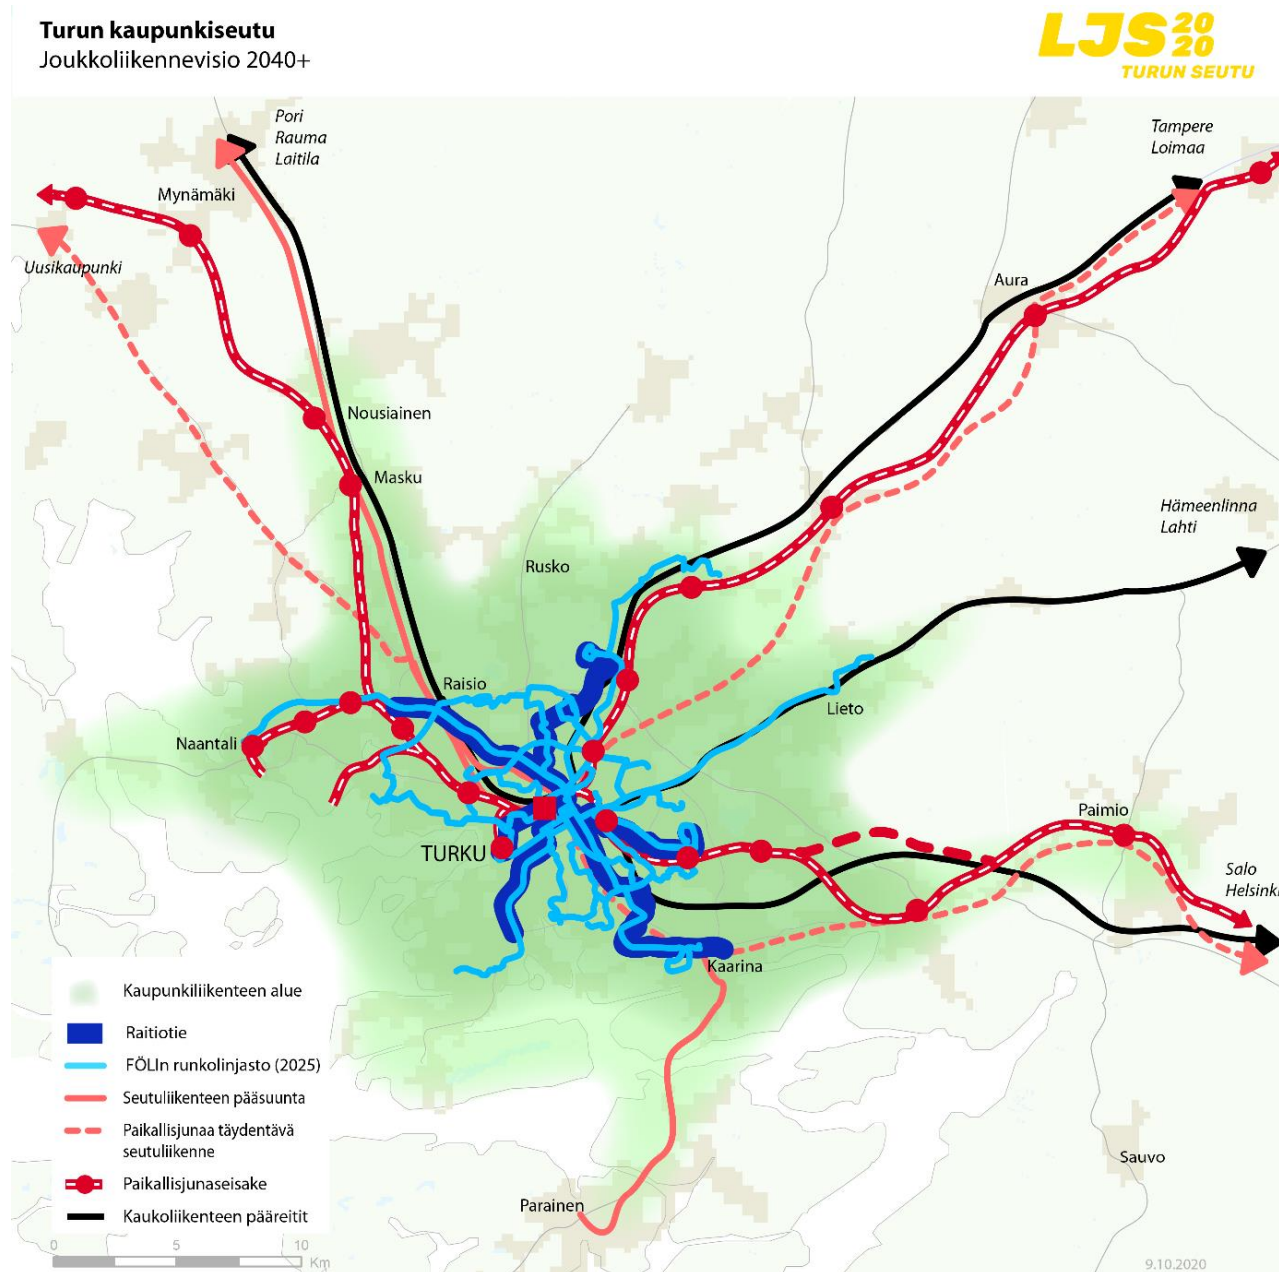 Turun kaupunkiseutu
Joukkoliikennevisio 2040+
LJS 20
20
TURUN SEUTU
Pori
Rauma
Laitila
Tampere
Loimaa
Mynämäki
Uusikaupunki
Aura
Nousiainen
Masku
Hämeenlinna
Lahti
Rusko
Raisio
Lieto
Naantali
Paimio
TURKU
Salo
Helsinki
Kaarina
Kaupunkiliikenteen alue
Raitiotie
FÖLIn runkolinjasto (2025)
Seutuliikenteen pääsuunta
Paikallisjunaa täydentävä
seutuliikenne
Paikallisjunaseisake
Kaukoliikenteen pääreitit
Sauvo
Parainen
0 5 10
Km
9.10.2020